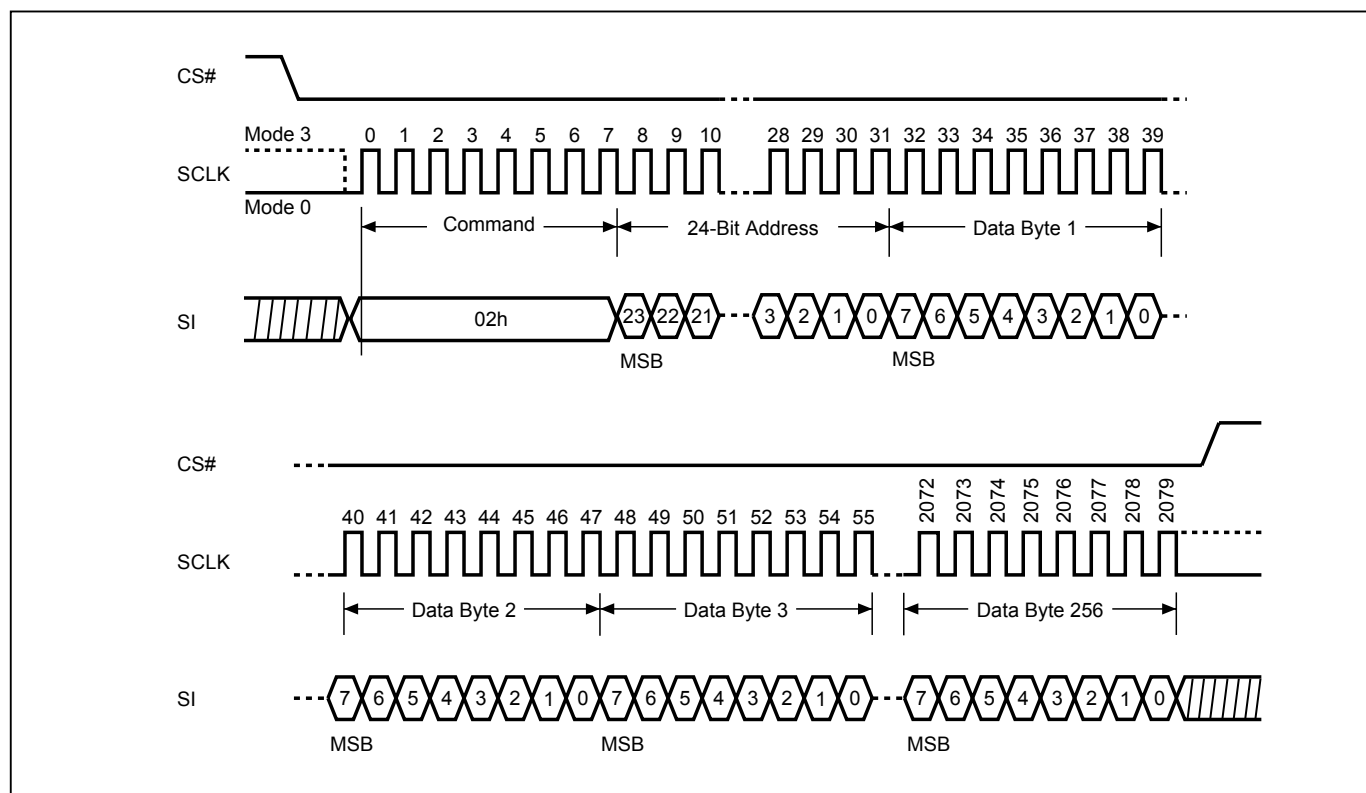 CS#
Mode 3 0 1 2 3 4 5 6 7 8 9 10 28 29 30 31 32 33 34 35 36 37 38 39
SCLK
Mode 0
Command 24-Bit Address Data Byte 1
SI 02h 23 22 21 3 2 1 0 7 6 5 4 3 2 1 0
MSB MSB
CS#
40 41 42 43 44 45 46 47 48 49 50 51 52 53 54 55 2072 2073 2074 2075 2076 2077 2078 2079
SCLK
Data Byte 2 Data Byte 3 Data Byte 256
SI 7 6 5 4 3 2 1 0 7 6 5 4 3 2 1 0 7 6 5 4 3 2 1 0
MSB MSB MSB